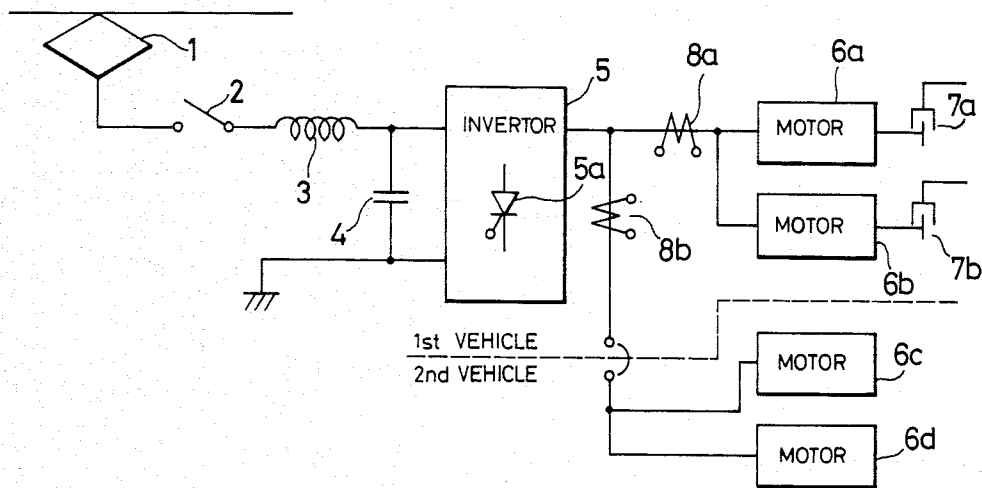 1
2
3
4
5
INVERTOR
5a
8a
8b
6a
MOTOR
7a
MOTOR
6b
7b
1st VEHICLE
2nd VEHICLE
MOTOR
6c
MOTOR
6d